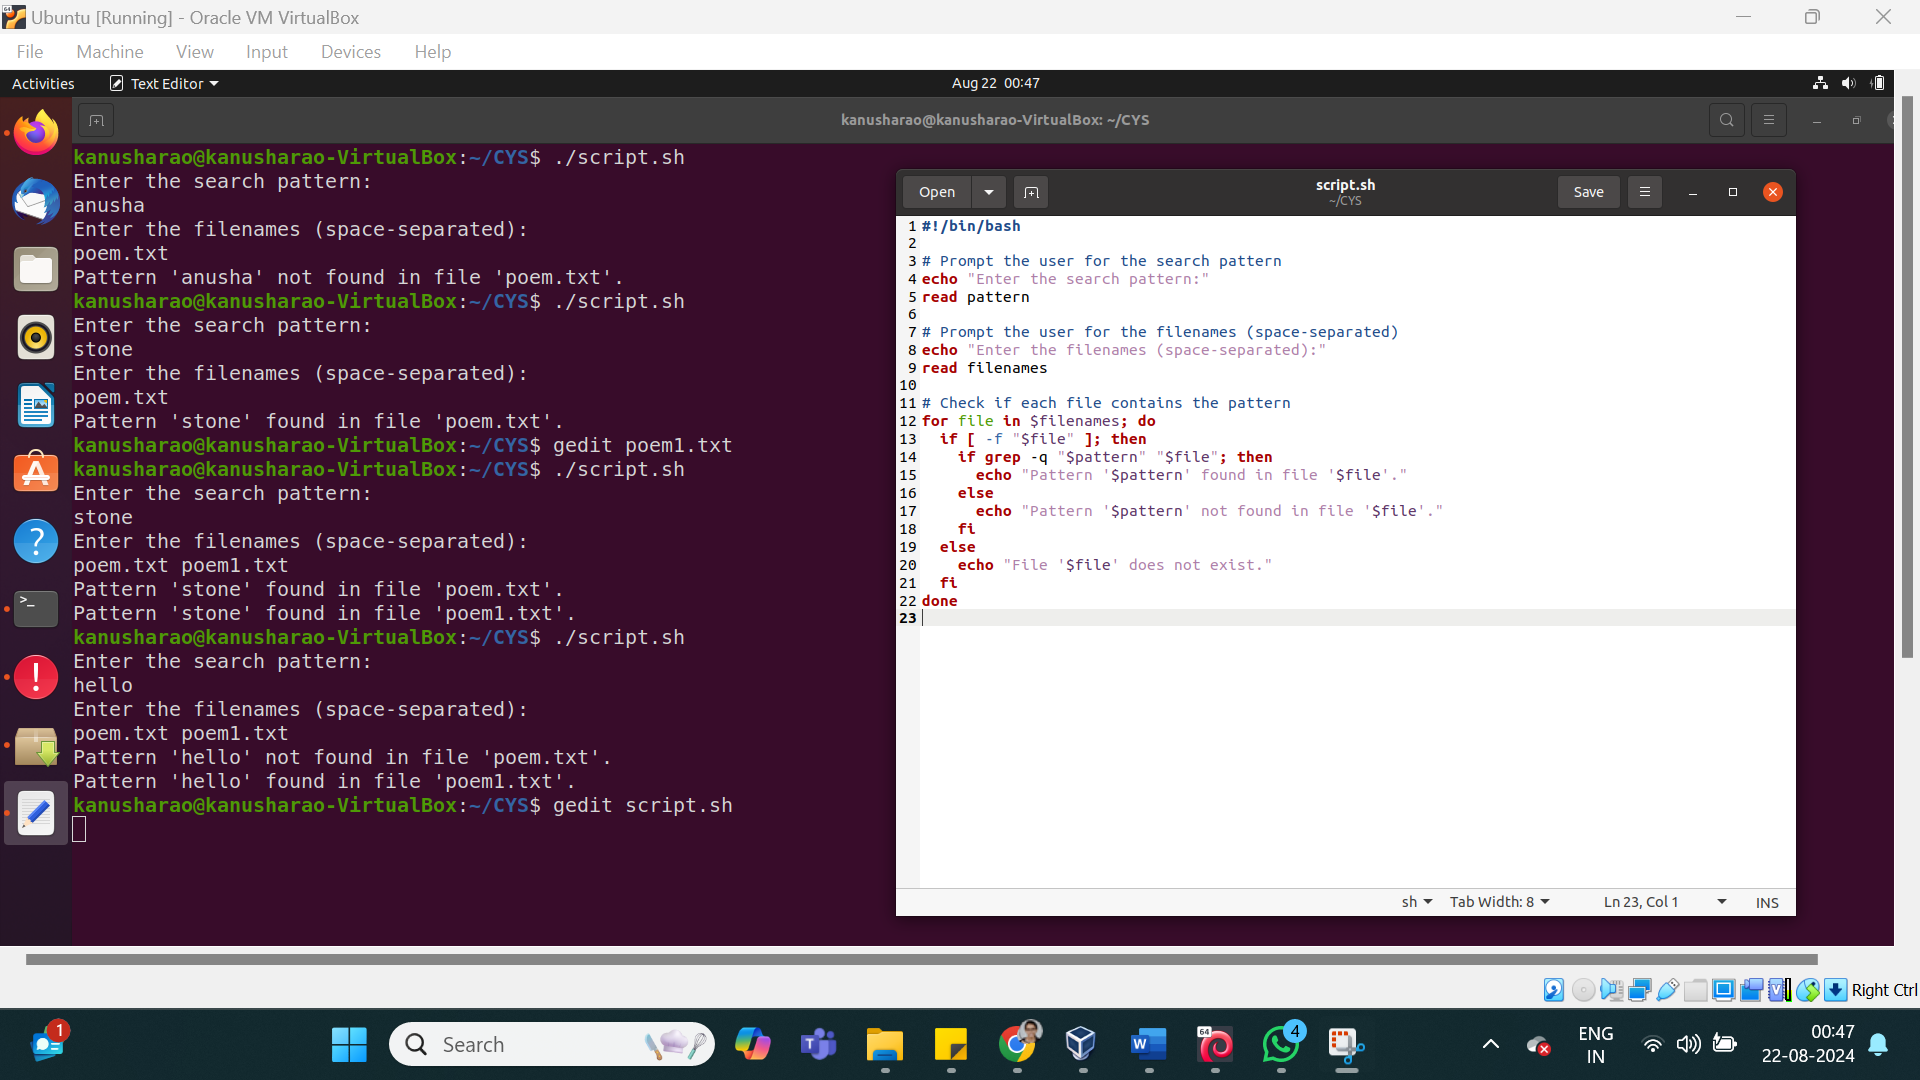 Ubuntu [Running] - Oracle VM VirtualBox
File Machine View Input Devices Help
Activities Text Editor Aug 22 00:47
kanusharao@kanusharao-VirtualBox: ~/CYS
kanusharao@kanusharao-VirtualBox:~/CYS$ ./script.sh
Enter the search pattern:
anusha
Enter the filenames (space-separated):
poem.txt
Pattern 'anusha' not found in file 'poem.txt'.
kanusharao@kanusharao-VirtualBox:~/CYS$ ./script.sh
Enter the search pattern:
stone
Enter the filenames (space-separated):
poem.txt
Pattern 'stone' found in file 'poem.txt'.
kanusharao@kanusharao-VirtualBox:~/CYS$ gedit poem1.txt
kanusharao@kanusharao-VirtualBox:~/CYS$ ./script.sh
Enter the search pattern:
stone
Enter the filenames (space-separated):
poem.txt poem1.txt
Pattern 'stone' found in file 'poem.txt'.
Pattern 'stone' found in file 'poem1.txt'.
kanusharao@kanusharao-VirtualBox:~/CYS$ ./script.sh
Enter the search pattern:
hello
Enter the filenames (space-separated):
poem.txt poem1.txt
Pattern 'hello' not found in file 'poem.txt'.
Pattern 'hello' found in file 'poem1.txt'.
kanusharao@kanusharao-VirtualBox:~/CYS$ gedit script.sh
Open script.sh Save
~/CYS
1 #!/bin/bash
2
3 # Prompt the user for the search pattern
4 echo "Enter the search pattern:"
5 read pattern
6
7 # Prompt the user for the filenames (space-separated)
8 echo "Enter the filenames (space-separated):"
9 read filenames
10
11 # Check if each file contains the pattern
12 for file in $filenames; do
13   if [ -f "$file" ]; then
14     if grep -q "$pattern" "$file"; then
15       echo "Pattern '$pattern' found in file '$file'."
16     else
17       echo "Pattern '$pattern' not found in file '$file'."
18     fi
19   else
20     echo "File '$file' does not exist."
21   fi
22 done
23
sh Tab Width: 8 Ln 23, Col 1 INS
Right Ctrl
1
Search
64
4
ENG
IN
00:47
22-08-2024